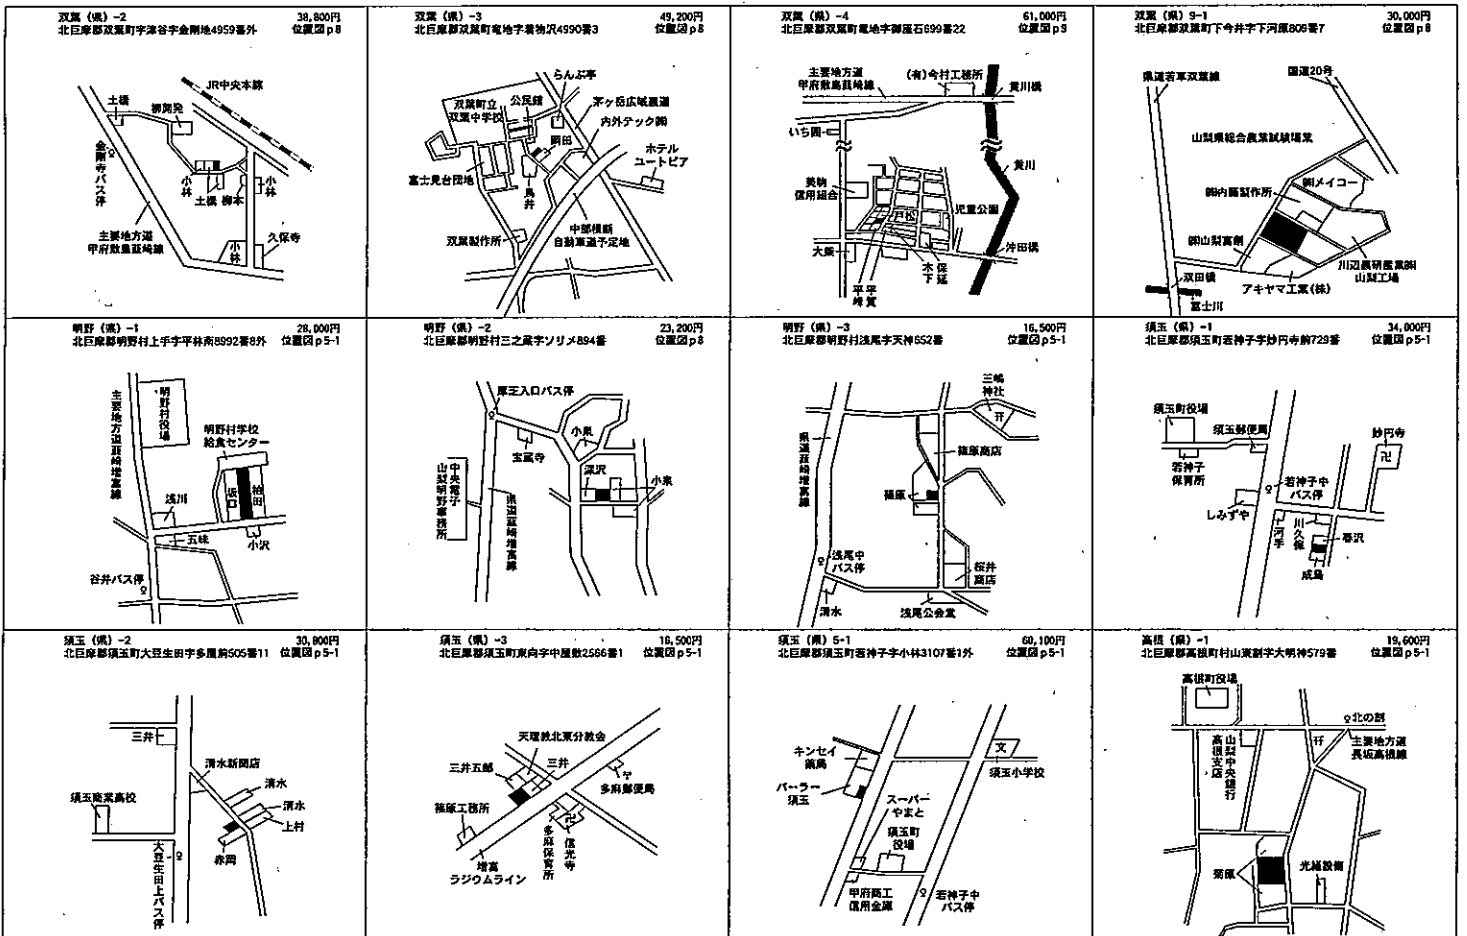 双葉（県）-2 38,800円
北巨摩郡双葉町宇津谷字金剛地4959番外 位置図p8
JR中央本線
土橋
柳開発
金剛寺バス停
小林
土橋
柳本
小林
主要地方道
甲府敷島韮崎線
小林
久保寺
双葉（県）-3 49,200円
北巨摩郡双葉町竜地字着物沢4990番3 位置図p8
らんぷ亭
双葉町立
双葉中学校
公民館
茅ヶ岳広域農道
内外テック㈱
岡田
ホテル
ユートピア
富士見台団地
鳥井
双葉製作所
中部横断
自動車道予定地
双葉（県）-4 61,000円
北巨摩郡双葉町竜地字御座石699番22 位置図p9
主要地方道
甲府敷島韮崎線
(有)今村工務所
貢川橋
いち圓
貢川
美駒
信用組合
戸松
児童公園
大柴
沖田橋
木下
保延
平賀
双葉（県）9-1 30,000円
北巨摩郡双葉町下今井字下河原809番7 位置図p8
県道若草双葉線
国道20号
山梨県総合農業試験場業
㈱メイコー
㈱内藤製作所
㈱山梨富創
川辺農研産業㈱
山梨工場
双田橋
アキヤマ工業(株)
富士川
明野（県）-1 28,000円
北巨摩郡明野村上手字平林南8992番8外 位置図p5-1
主要地方道韮崎増富線
明野村役場
明野村学校
給食センター
坂口
浅川
五味
小沢
谷井バス停
明野（県）-2 23,200円
北巨摩郡明野村三之蔵字ソリメ894番 位置図p8
厚芝入口バス停
小泉
宝蔵寺
深沢
小泉
中央電子
山梨明野事務所
県道韮崎増富線
明野（県）-3 16,500円
北巨摩郡明野村浅尾字天神652番 位置図p5-1
三嶋
神社
県道韮崎増富線
篠原商店
篠原
浅尾中
バス停
桜井
商店
清水
浅尾公会堂
須玉（県）-1 34,000円
北巨摩郡須玉町若神子字妙円寺前729番 位置図p5-1
須玉町役場
須玉郵便局
妙円寺
若神子
保育所
若神子中
バス停
しみずや
河手
川久保
春沢
成島
須玉（県）-2 30,800円
北巨摩郡須玉町大豆生田字多屋前505番11 位置図p5-1
三井
清水新聞店
清水
須玉商業高校
清水
上村
赤岡
大豆生田上バス停
須玉（県）-3 16,500円
北巨摩郡須玉町東向字中屋敷2586番1 位置図p5-1
天理教北東分教会
三井五郎
三井
多麻郵便局
篠原工務所
多麻保育所
信光寺
増富
ラジウムライン
須玉（県）5-1 60,100円
北巨摩郡須玉町若神子字小林3107番1外 位置図p5-1
キンセイ
薬局
文
須玉小学校
パーラー
須玉
スーパー
やまと
須玉町
役場
甲府商工
信用金庫
若神子中
バス停
高根（県）-1 19,600円
北巨摩郡高根町村山東割字大明神579番 位置図p5-1
高根町役場
北の割
山梨中央銀行
高根支店
主要地方道
長坂高根線
菊原
光線設備